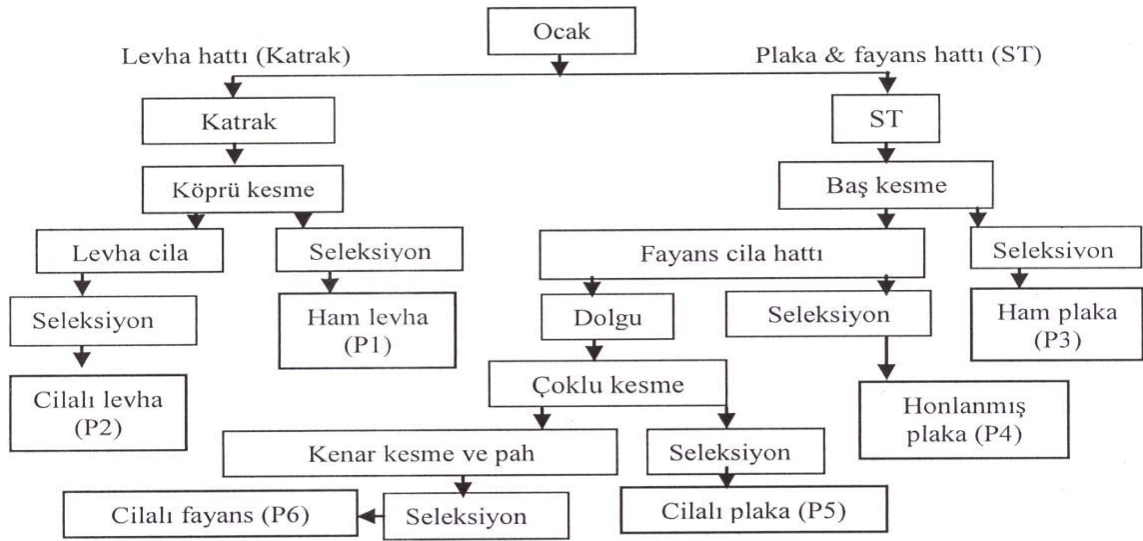 Ocak
Levha hattı (Katrak)
Plaka & fayans hattı (ST)
Katrak
ST
Köprü kesme
Baş kesme
Levha cila
Seleksiyon
Fayans cila hattı
Seleksivon
Seleksiyon
Ham levha
(P1)
Dolgu
Seleksiyon
Ham plaka
(P3)
Cilalı levha
(P2)
Çoklu kesme
Honlanmış
plaka (P4)
Kenar kesme ve pah
Seleksiyon
Cilalı fayans (P6)
Seleksiyon
Cilalı plaka (P5)